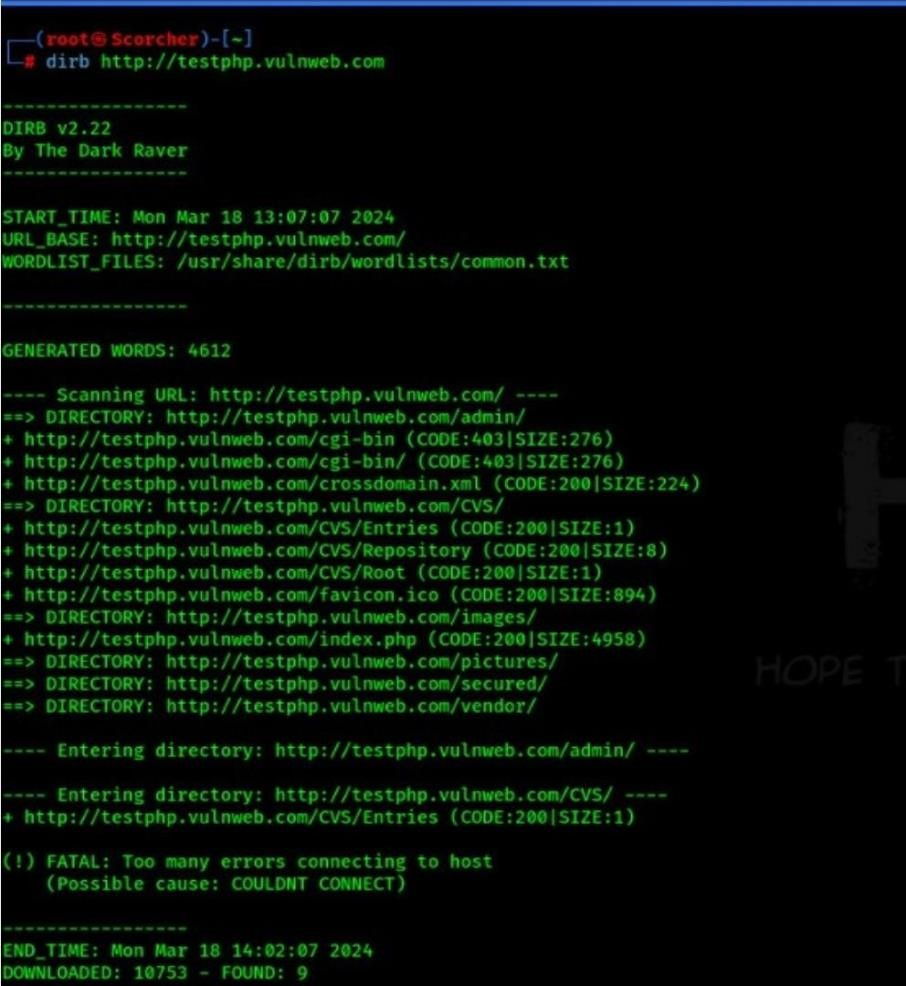 (root㉿Scorcher)-[~]
# dirb http://testphp.vulnweb.com
-----------------
DIRB v2.22
By The Dark Raver
-----------------
START_TIME: Mon Mar 18 13:07:07 2024
URL_BASE: http://testphp.vulnweb.com/
WORDLIST_FILES: /usr/share/dirb/wordlists/common.txt
-----------------
GENERATED WORDS: 4612
---- Scanning URL: http://testphp.vulnweb.com/ ----
==> DIRECTORY: http://testphp.vulnweb.com/admin/
+ http://testphp.vulnweb.com/cgi-bin (CODE:403|SIZE:276)
+ http://testphp.vulnweb.com/cgi-bin/ (CODE:403|SIZE:276)
+ http://testphp.vulnweb.com/crossdomain.xml (CODE:200|SIZE:224)
==> DIRECTORY: http://testphp.vulnweb.com/CVS/
+ http://testphp.vulnweb.com/CVS/Entries (CODE:200|SIZE:1)
+ http://testphp.vulnweb.com/CVS/Repository (CODE:200|SIZE:8)
+ http://testphp.vulnweb.com/CVS/Root (CODE:200|SIZE:1)
+ http://testphp.vulnweb.com/favicon.ico (CODE:200|SIZE:894)
==> DIRECTORY: http://testphp.vulnweb.com/images/
+ http://testphp.vulnweb.com/index.php (CODE:200|SIZE:4958)
==> DIRECTORY: http://testphp.vulnweb.com/pictures/
==> DIRECTORY: http://testphp.vulnweb.com/secured/
==> DIRECTORY: http://testphp.vulnweb.com/vendor/
HOPE T
---- Entering directory: http://testphp.vulnweb.com/admin/ ----
---- Entering directory: http://testphp.vulnweb.com/CVS/ ----
+ http://testphp.vulnweb.com/CVS/Entries (CODE:200|SIZE:1)
(!) FATAL: Too many errors connecting to host
(Possible cause: COULDNT CONNECT)
-----------------
END_TIME: Mon Mar 18 14:02:07 2024
DOWNLOADED: 10753 - FOUND: 9